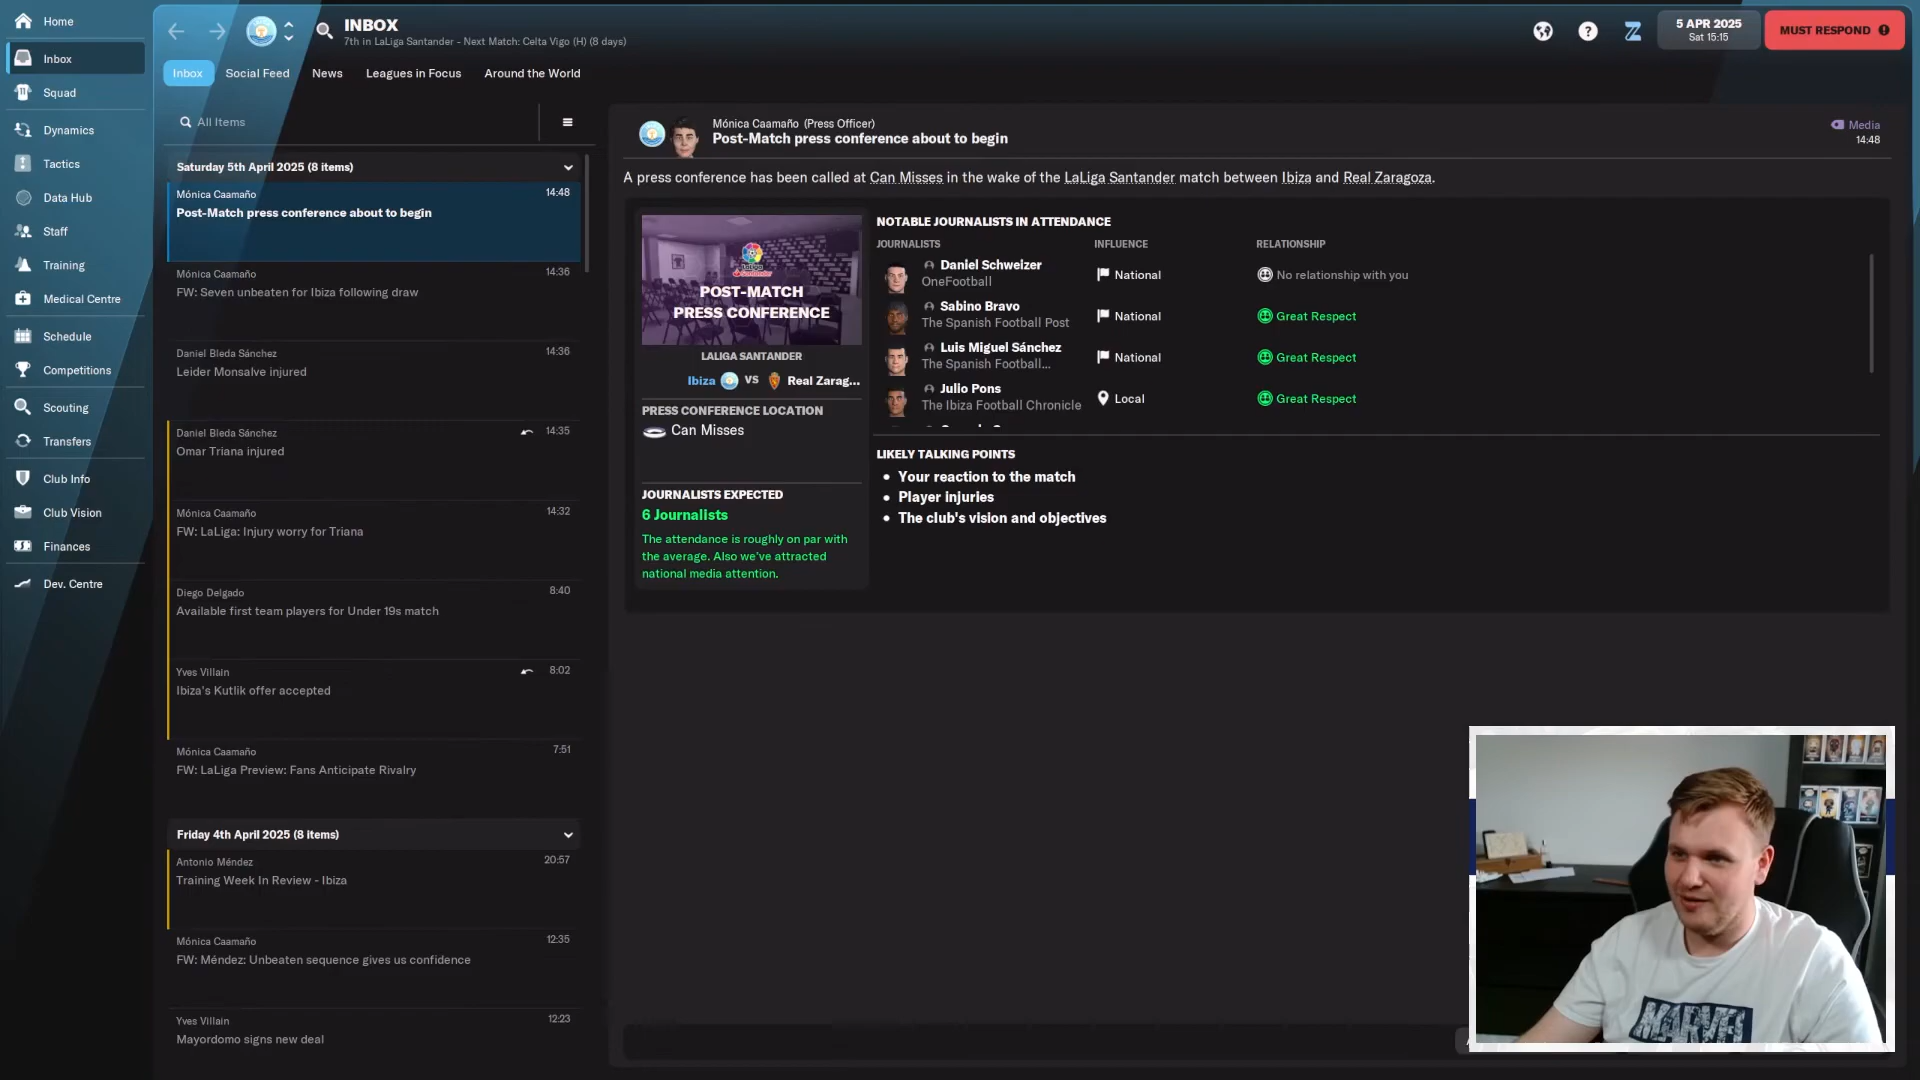 Home
Inbox
Squad
Dynamics
Tactics
Data Hub
Staff
Training
Medical Centre
Schedule
Competitions
Scouting
Transfers
Club Info
Club Vision
Finances
Dev. Centre
INBOX
7th in LaLiga Santander - Next Match: Celta Vigo (H) (8 days)
5 APR 2025
Sat 15:15
MUST RESPOND
Inbox
Social Feed
News
Leagues in Focus
Around the World
All Items
Saturday 5th April 2025 (8 items)
Mónica Caamaño 14:48
Post-Match press conference about to begin
Mónica Caamaño 14:36
FW: Seven unbeaten for Ibiza following draw
Daniel Bleda Sánchez 14:36
Leider Monsalve injured
Daniel Bleda Sánchez 14:35
Omar Triana injured
Mónica Caamaño 14:32
FW: LaLiga: Injury worry for Triana
Diego Delgado 8:40
Available first team players for Under 19s match
Yves Villain 8:02
Ibiza's Kutlik offer accepted
Mónica Caamaño 7:51
FW: LaLiga Preview: Fans Anticipate Rivalry
Friday 4th April 2025 (8 items)
Antonio Méndez 20:57
Training Week In Review - Ibiza
Mónica Caamaño 12:35
FW: Méndez: Unbeaten sequence gives us confidence
Yves Villain 12:23
Mayordomo signs new deal
Mónica Caamaño (Press Officer)
Post-Match press conference about to begin
Media
14:48
A press conference has been called at Can Misses in the wake of the LaLiga Santander match between Ibiza and Real Zaragoza.
POST-MATCH
PRESS CONFERENCE
LALIGA SANTANDER
Ibiza VS Real Zarag...
PRESS CONFERENCE LOCATION
Can Misses
JOURNALISTS EXPECTED
6 Journalists
The attendance is roughly on par with
the average. Also we've attracted
national media attention.
NOTABLE JOURNALISTS IN ATTENDANCE
JOURNALISTS INFLUENCE RELATIONSHIP
Daniel Schweizer
OneFootball
National
No relationship with you
Sabino Bravo
The Spanish Football Post
National
Great Respect
Luis Miguel Sánchez
The Spanish Football...
National
Great Respect
Julio Pons
The Ibiza Football Chronicle
Local
Great Respect
LIKELY TALKING POINTS
• Your reaction to the match
• Player injuries
• The club's vision and objectives
MARVEL